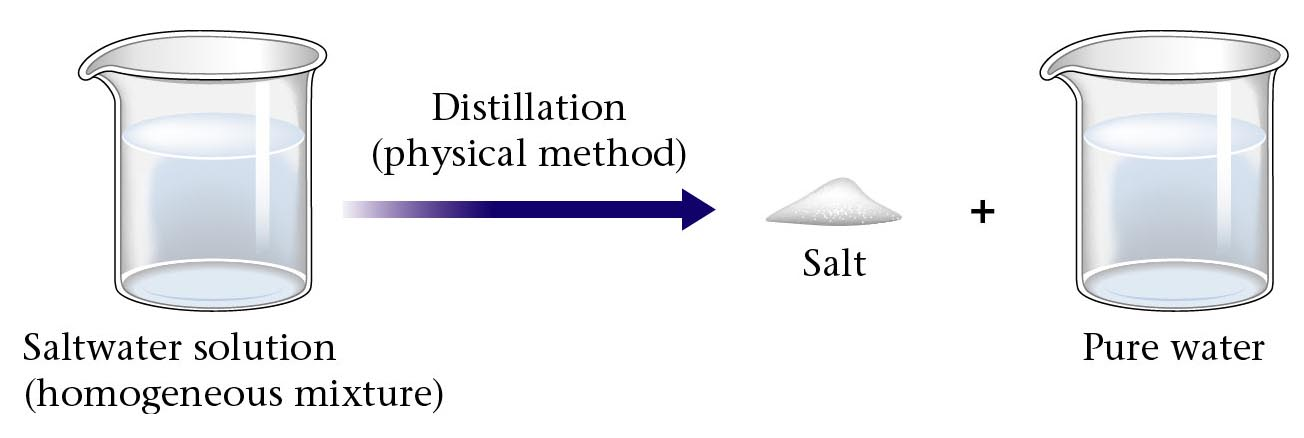 Distillation
(physical method)
Salt
+
Saltwater solution
(homogeneous mixture)
Pure water